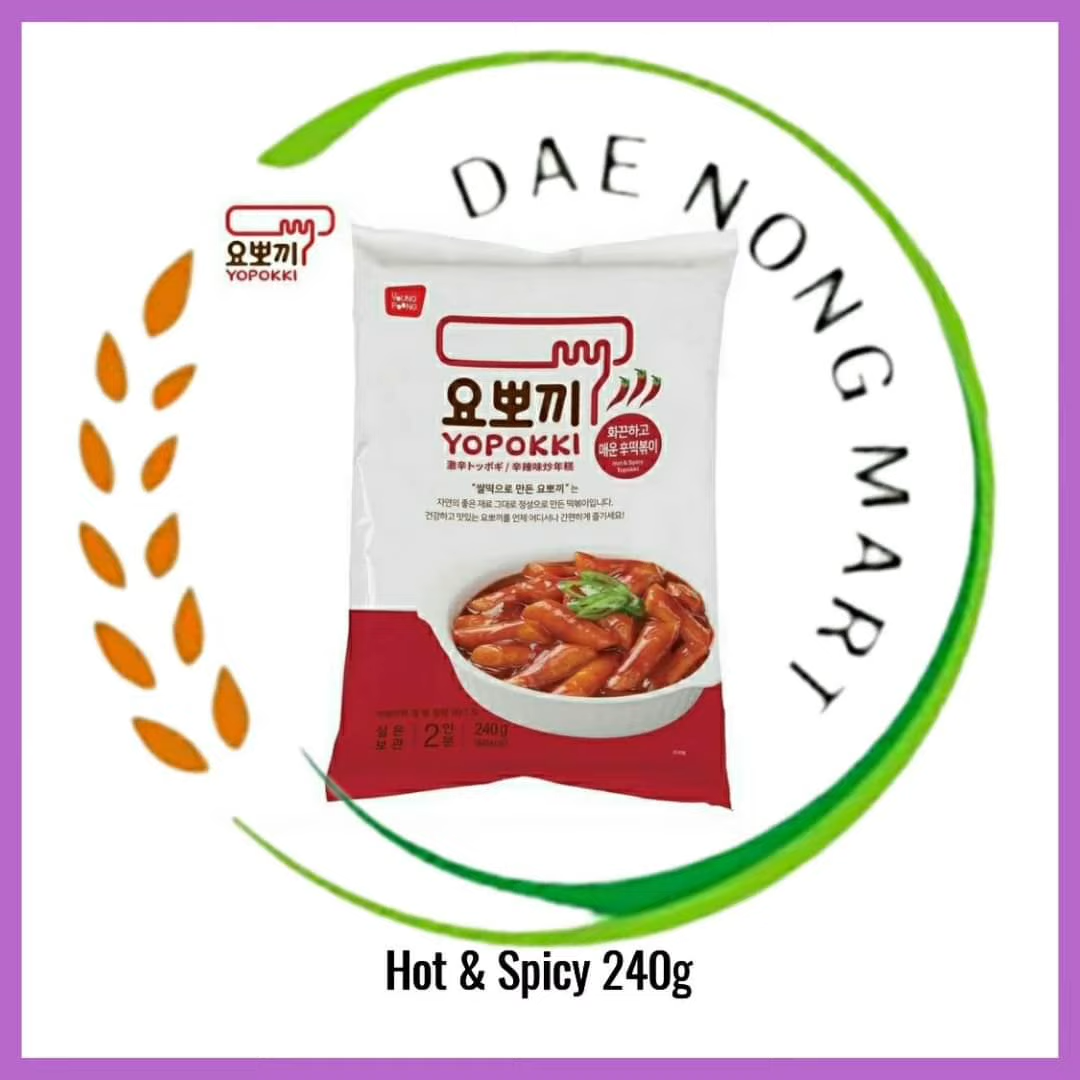 DAE NONG MART
요뽀끼
YOPOKKI
YOUNG
POONG
요뽀끼
YOPOKKI
激辛トッポギ / 辛辣味炒年糕
화끈하고
매운 辛떡볶이
Hot & Spicy
Yopokki
"쌀떡으로 만든 요뽀끼"는
자연의 좋은 재료 그대로 정성으로 만든 떡볶이입니다.
건강하고 맛있는 요뽀끼를 언제 어디서나 간편하게 즐기세요!
실온
보관
2인분
240g
Hot & Spicy 240g